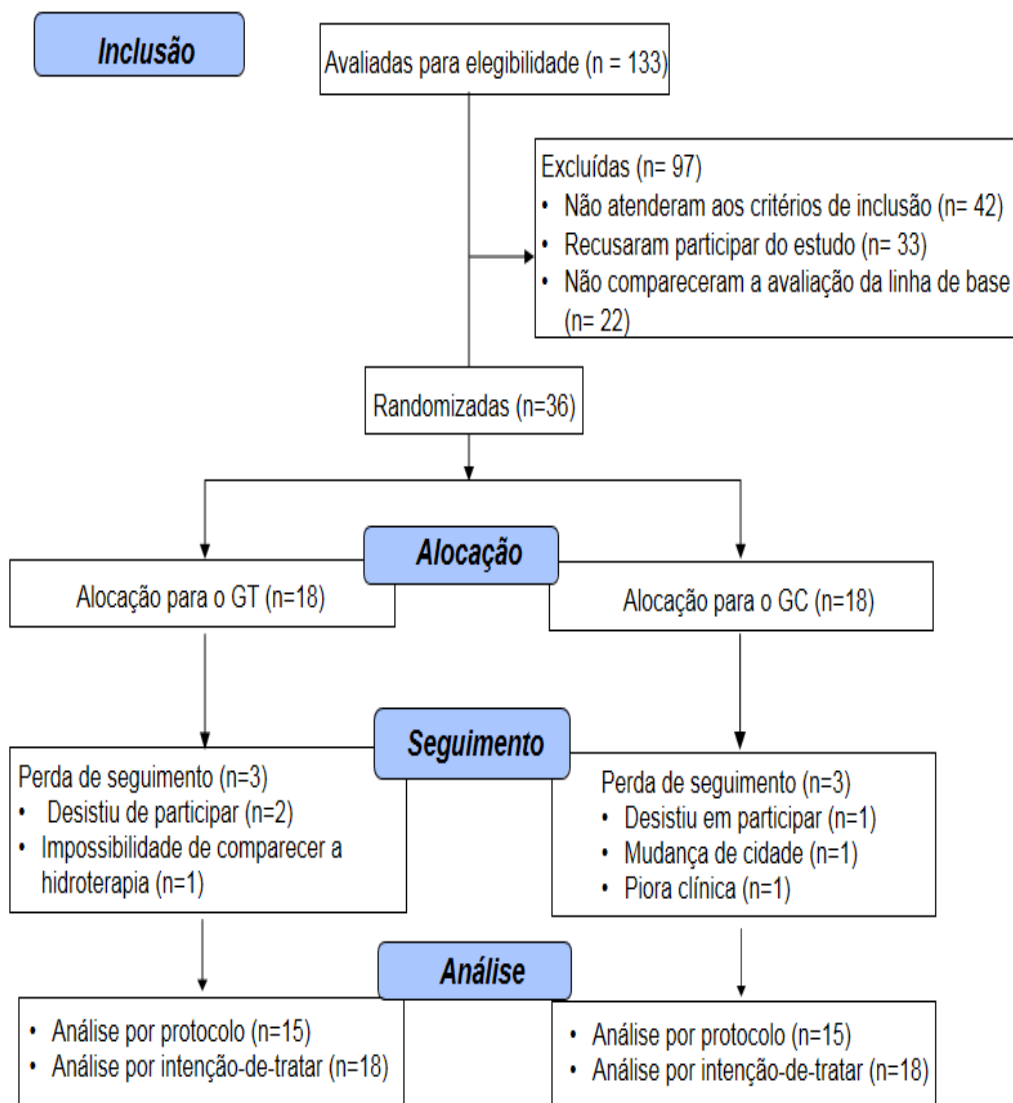 Inclusão
Avaliadas para elegibilidade (n = 133)
Excluídas (n= 97)
• Não atenderam aos critérios de inclusão (n= 42)
• Recusaram participar do estudo (n= 33)
• Não compareceram a avaliação da linha de base
(n= 22)
Randomizadas (n=36)
Alocação
Alocação para o GT (n=18)
Alocação para o GC (n=18)
Seguimento
Perda de seguimento (n=3)
• Desistiu de participar (n=2)
• Impossibilidade de comparecer a
hidroterapia (n=1)
Perda de seguimento (n=3)
• Desistiu em participar (n=1)
• Mudança de cidade (n=1)
• Piora clínica (n=1)
Análise
• Análise por protocolo (n=15)
• Análise por intenção-de-tratar (n=18)
• Análise por protocolo (n=15)
• Análise por intenção-de-tratar (n=18)